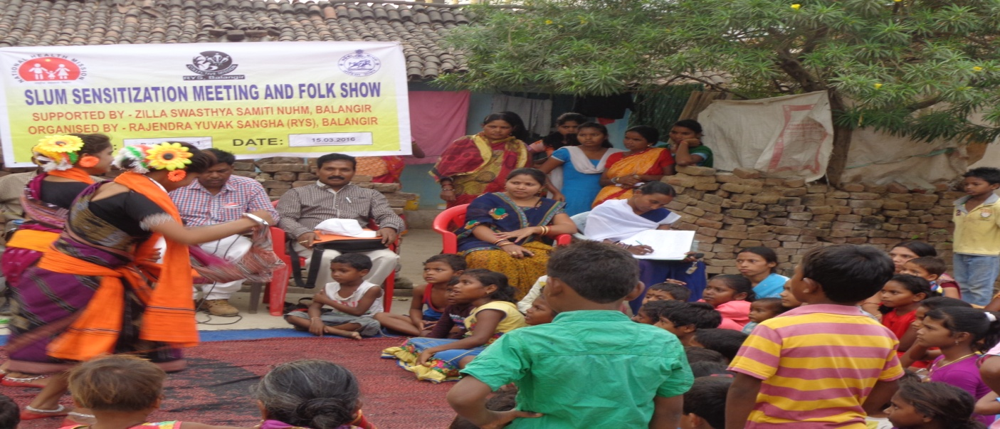 NATIONAL HEALTH MISSION
RYS, Balangir
SLUM SENSITIZATION MEETING AND FOLK SHOW
SUPPORTED BY - ZILLA SWASTHYA SAMITI NUHM, BALANGIR
ORGANISED BY - RAJENDRA YUVAK SANGHA (RYS), BALANGIR
DATE: 15.03.2016